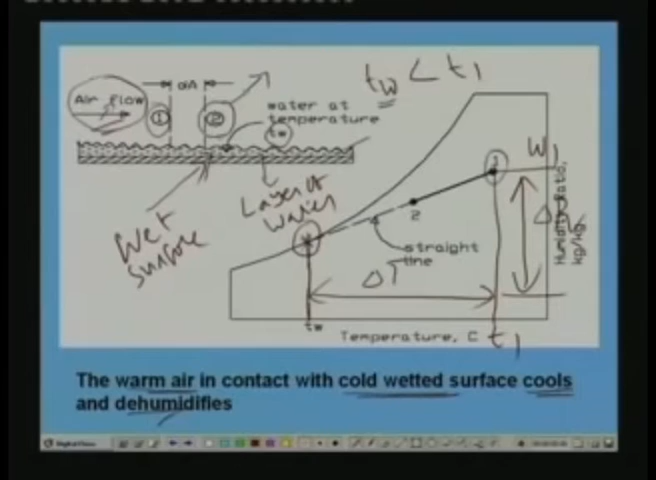 tw < t1
dA
Air flow
1
2
water at
temperature
tw
Wet
surface
Layer of
water
1
W1
2
straight
line
ΔT
Humidity Ratio,
kg/kg
tw
Temperature, C
t1
The warm air in contact with cold wetted surface cools
and dehumidifies